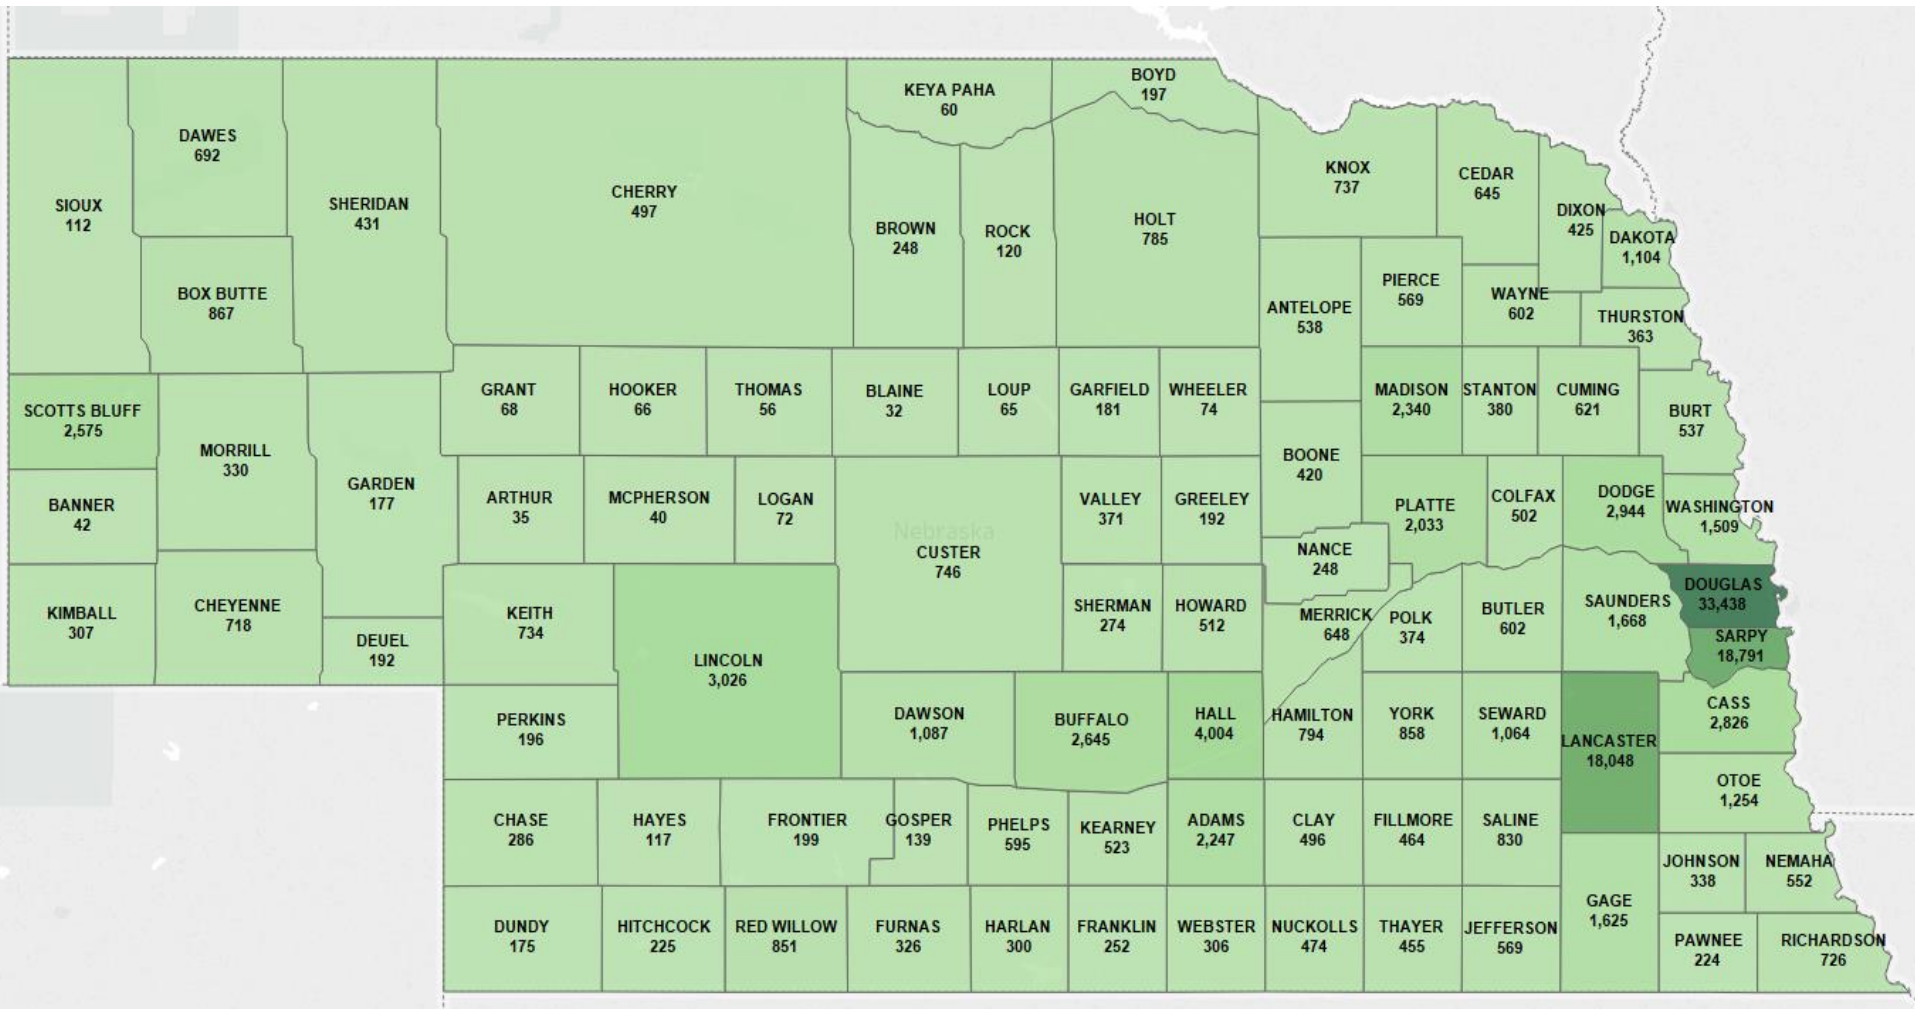 KEYA PAHA
60
BOYD
197
DAWES
692
SIOUX
112
SHERIDAN
431
CHERRY
497
BROWN
248
ROCK
120
HOLT
785
KNOX
737
CEDAR
645
DIXON
425
DAKOTA
1,104
BOX BUTTE
867
ANTELOPE
538
PIERCE
569
WAYNE
602
THURSTON
363
SCOTTS BLUFF
2,575
MORRILL
330
GARDEN
177
GRANT
68
HOOKER
66
THOMAS
56
BLAINE
32
LOUP
65
GARFIELD
181
WHEELER
74
MADISON
2,340
STANTON
380
CUMING
621
BURT
537
BOONE
420
BANNER
42
ARTHUR
35
MCPHERSON
40
LOGAN
72
Nebraska
CUSTER
746
VALLEY
371
GREELEY
192
PLATTE
2,033
COLFAX
502
DODGE
2,944
WASHINGTON
1,509
NANCE
248
KIMBALL
307
CHEYENNE
718
DEUEL
192
KEITH
734
LINCOLN
3,026
SHERMAN
274
HOWARD
512
MERRICK
648
POLK
374
BUTLER
602
SAUNDERS
1,668
DOUGLAS
33,438
SARPY
18,791
PERKINS
196
DAWSON
1,087
BUFFALO
2,645
HALL
4,004
HAMILTON
794
YORK
858
SEWARD
1,064
LANCASTER
18,048
CASS
2,826
OTOE
1,254
CHASE
286
HAYES
117
FRONTIER
199
GOSPER
139
PHELPS
595
KEARNEY
523
ADAMS
2,247
CLAY
496
FILLMORE
464
SALINE
830
JOHNSON
338
NEMAHA
552
GAGE
1,625
DUNDY
175
HITCHCOCK
225
RED WILLOW
851
FURNAS
326
HARLAN
300
FRANKLIN
252
WEBSTER
306
NUCKOLLS
474
THAYER
455
JEFFERSON
569
PAWNEE
224
RICHARDSON
726